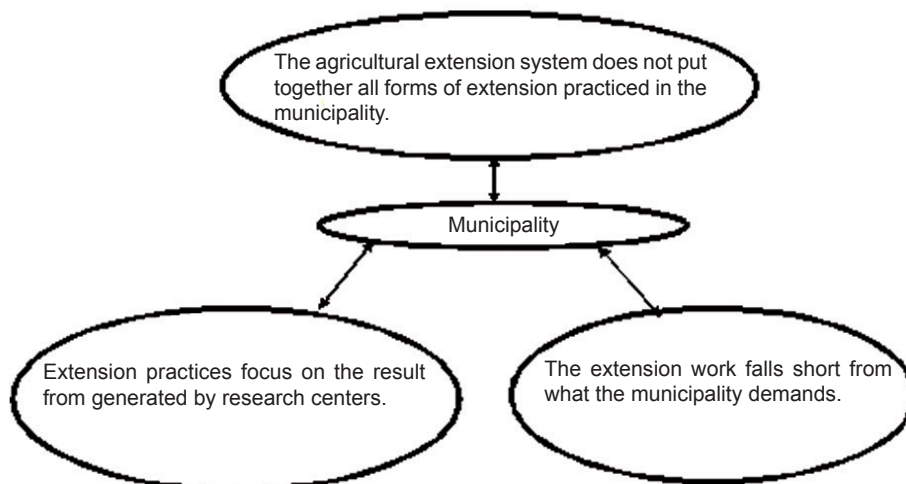 The agricultural extension system does not put
together all forms of extension practiced in the
municipality.
Municipality
Extension practices focus on the result
from generated by research centers.
The extension work falls short from
what the municipality demands.